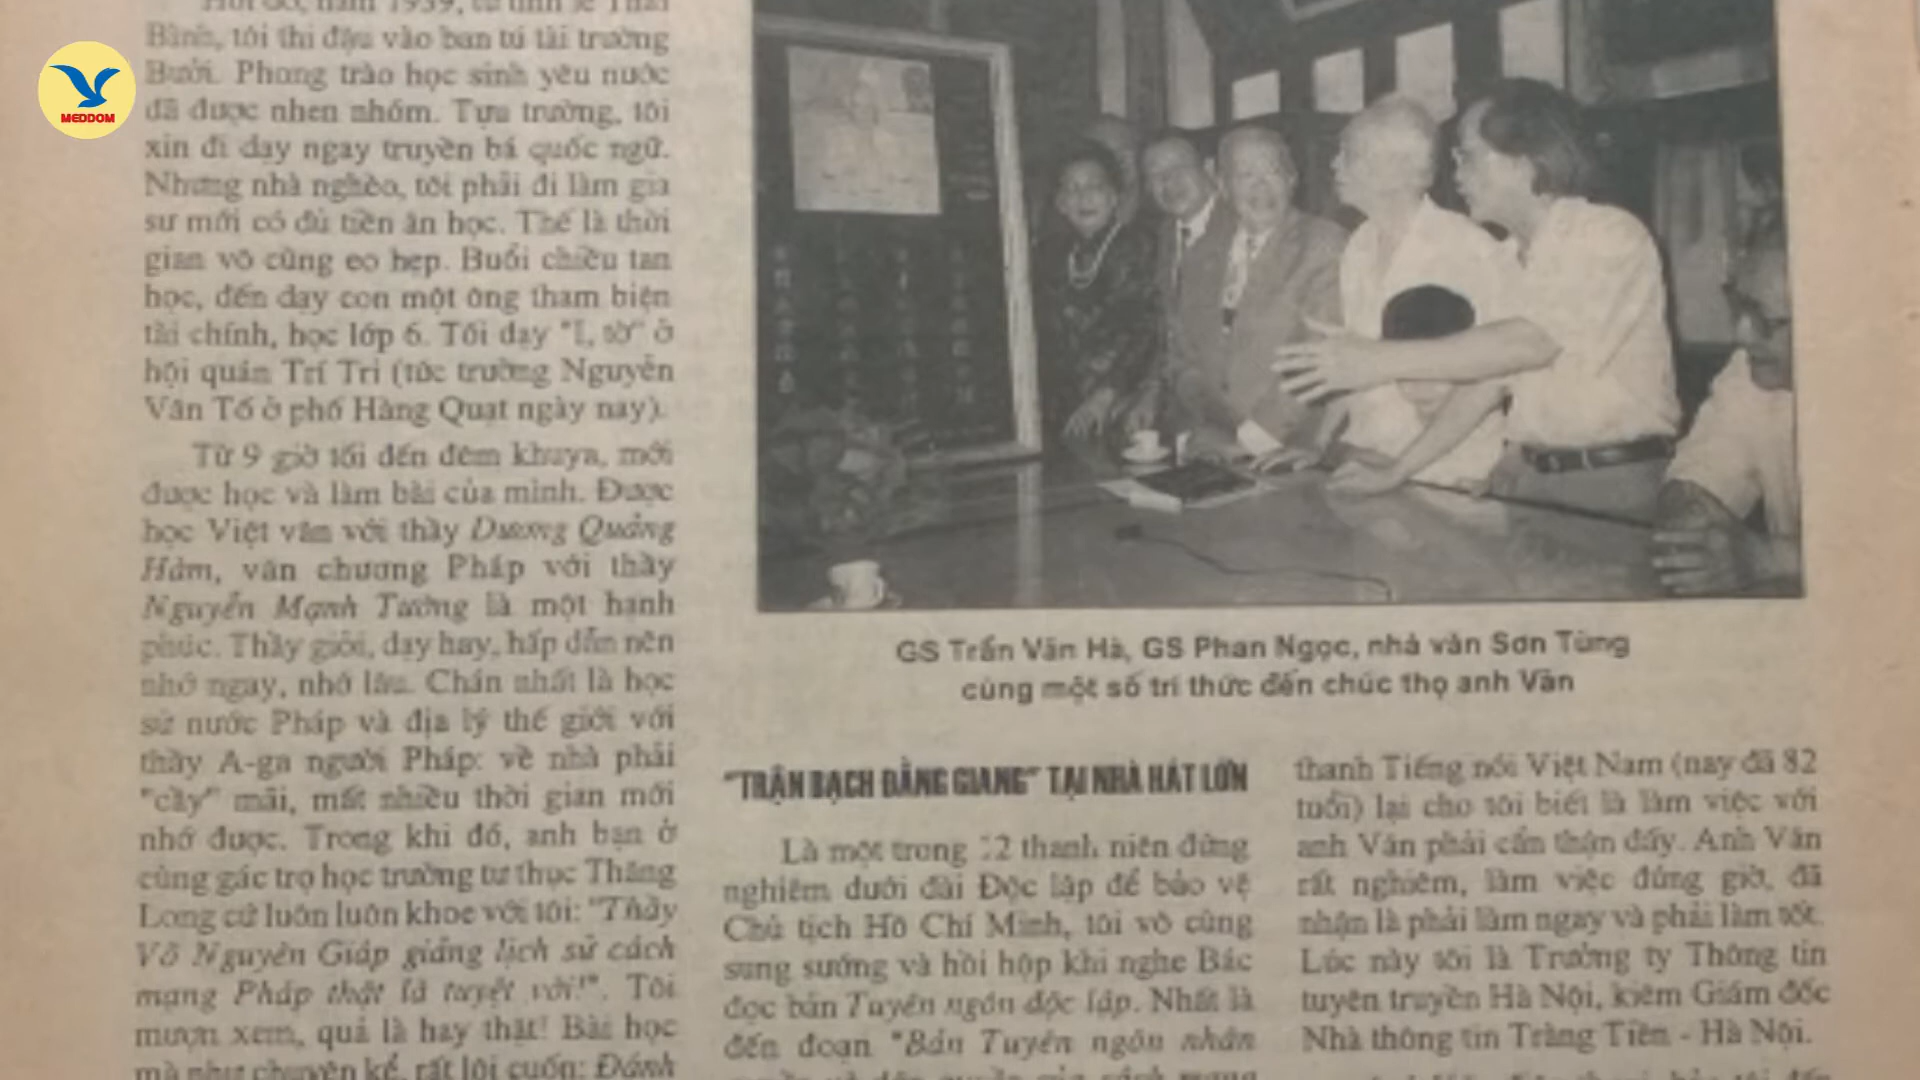 MEDDOM
Hồi đó, năm 1939, từ tỉnh lẻ Thái
Bình, tôi thi đậu vào ban tú tài trường
Bưởi. Phong trào học sinh yêu nước
đã được nhen nhóm. Tựu trường, tôi
xin đi dạy ngay truyền bá quốc ngữ.
Nhưng nhà nghèo, tôi phải đi làm gia
sư mới có đủ tiền ăn học. Thế là thời
gian vô cùng eo hẹp. Buổi chiều tan
học, đến dạy con một ông tham biện
tài chính, học lớp 6. Tối dạy "I, tờ" ở
hội quán Trí Tri (tức trường Nguyễn
Văn Tố ở phố Hàng Quạt ngày nay).
Từ 9 giờ tối đến đêm khuya, mới
được học và làm bài của mình. Được
học Việt văn với thầy Dương Quảng
Hàm, văn chương Pháp với thầy
Nguyễn Mạnh Tường là một hạnh
phúc. Thầy giỏi, dạy hay, hấp dẫn nên
nhớ ngay, nhớ lâu. Chán nhất là học
sử nước Pháp và địa lý thế giới với
thầy A-ga người Pháp: về nhà phải
"cầy" mãi, mất nhiều thời gian mới
nhớ được. Trong khi đó, anh bạn ở
cùng gác trọ học trường tư thục Thăng
Long cứ luôn luôn khoe với tôi: "Thầy
Võ Nguyên Giáp giảng lịch sử cách
mạng Pháp thật là tuyệt vời!". Tôi
mượn xem, quả là hay thật! Bài học
mà như chuyện kể, rất lôi cuốn: Đánh
GS Trần Văn Hà, GS Phan Ngọc, nhà văn Sơn Tùng
cùng một số trí thức đến chúc thọ anh Văn
"TRẬN BẠCH ĐẰNG GIANG" TẠI NHÀ HÁT LỚN
Là một trong 12 thanh niên đứng
nghiêm dưới đài Độc lập để bảo vệ
Chủ tịch Hồ Chí Minh, tôi vô cùng
sung sướng và hồi hộp khi nghe Bác
đọc bản Tuyên ngôn độc lập. Nhất là
đến đoạn "Bản Tuyên ngôn nhân
thanh Tiếng nói Việt Nam (nay đã 82
tuổi) lại cho tôi biết là làm việc với
anh Văn phải cẩn thận đấy. Anh Văn
rất nghiêm, làm việc đúng giờ, đã
nhận là phải làm ngay và phải làm tốt.
Lúc này tôi là Trưởng ty Thông tin
tuyên truyền Hà Nội, kiêm Giám đốc
Nhà thông tin Tràng Tiền - Hà Nội.